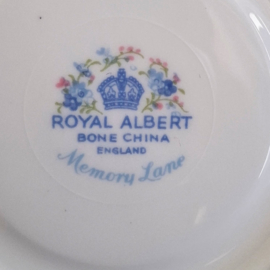 ROYAL ALBERT
BONE CHINA
ENGLAND
Memory Lane